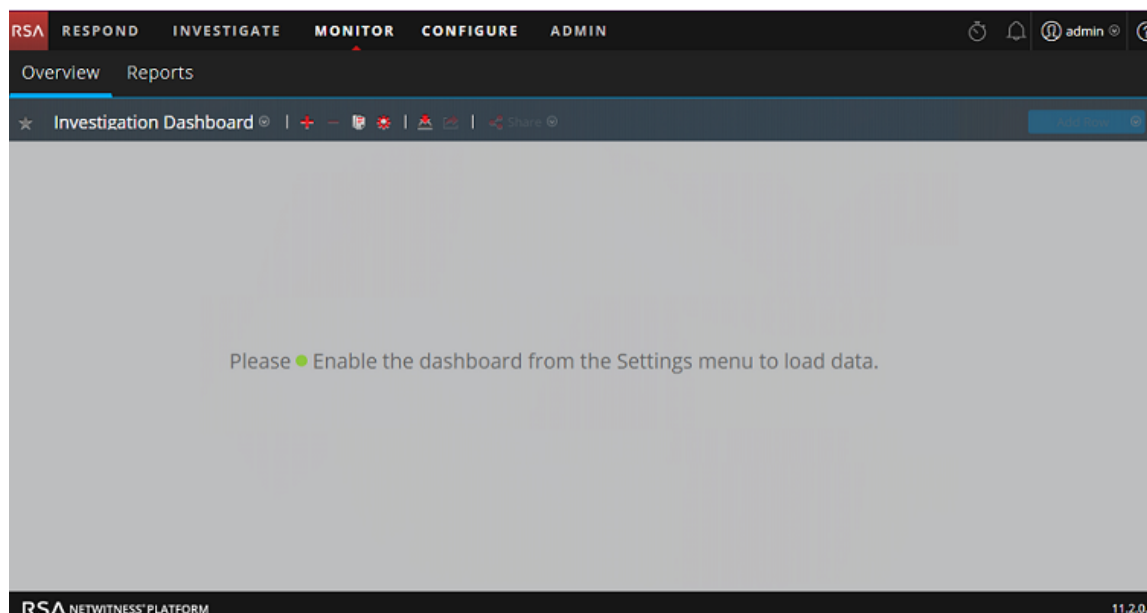 RSA RESPOND INVESTIGATE MONITOR CONFIGURE ADMIN admin
Overview Reports
Investigation Dashboard Share Add Row
Please Enable the dashboard from the Settings menu to load data.
RSA NETWITNESS® PLATFORM 11.2.0